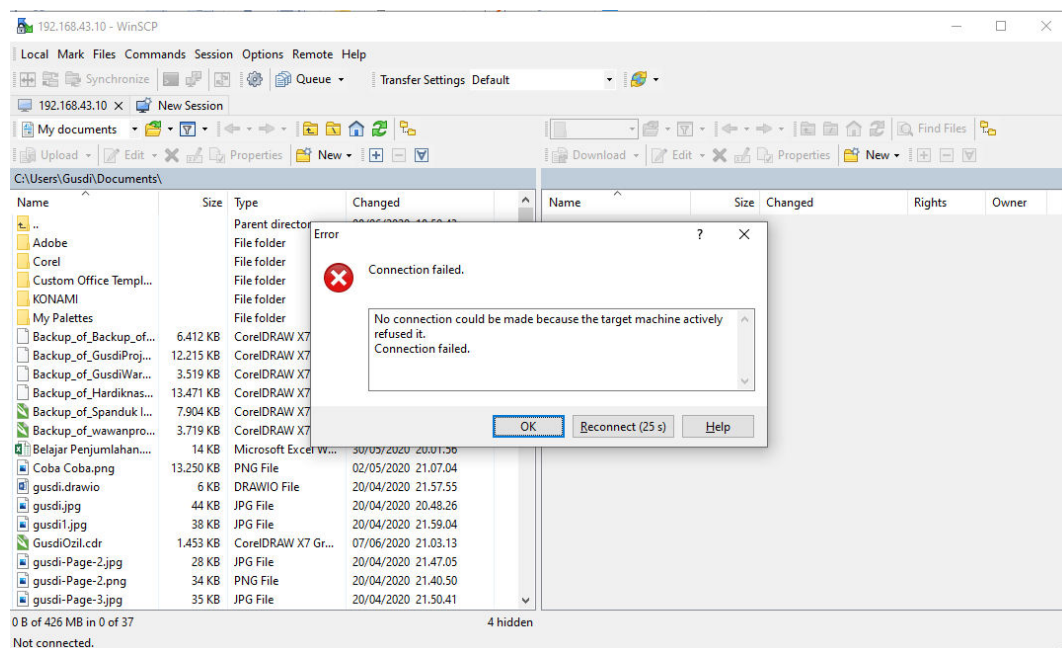 192.168.43.10 - WinSCP
Local Mark Files Commands Session Options Remote Help
Synchronize Queue Transfer Settings Default
192.168.43.10 New Session
My documents Find Files
Upload Edit Properties New Download Edit Properties New
C:\Users\Gusdi\Documents\
Name Size Type Changed Name Size Changed Rights Owner
.. Parent director
Adobe File folder
Corel File folder
Custom Office Templ... File folder
KONAMI File folder
My Palettes File folder
Backup_of_Backup_of... 6.412 KB CorelDRAW X7
Backup_of_GusdiProj... 12.215 KB CorelDRAW X7
Backup_of_GusdiWar... 3.519 KB CorelDRAW X7
Backup_of_Hardiknas... 13.471 KB CorelDRAW X7
Backup_of_Spanduk I... 7.904 KB CorelDRAW X7
Backup_of_wawanpro... 3.719 KB CorelDRAW X7
Belajar Penjumlahan.... 14 KB Microsoft Excel W... 30/05/2020 20.01.56
Coba Coba.png 13.250 KB PNG File 02/05/2020 21.07.04
gusdi.drawio 6 KB DRAWIO File 20/04/2020 21.57.55
gusdi.jpg 44 KB JPG File 20/04/2020 20.48.26
gusdi1.jpg 38 KB JPG File 20/04/2020 21.59.04
GusdiOzil.cdr 1.453 KB CorelDRAW X7 Gr... 07/06/2020 21.03.13
gusdi-Page-2.jpg 28 KB JPG File 20/04/2020 21.47.05
gusdi-Page-2.png 34 KB PNG File 20/04/2020 21.40.50
gusdi-Page-3.jpg 35 KB JPG File 20/04/2020 21.50.41
Error
Connection failed.
No connection could be made because the target machine actively
refused it.
Connection failed.
OK Reconnect (25 s) Help
0 B of 426 MB in 0 of 37 4 hidden
Not connected.